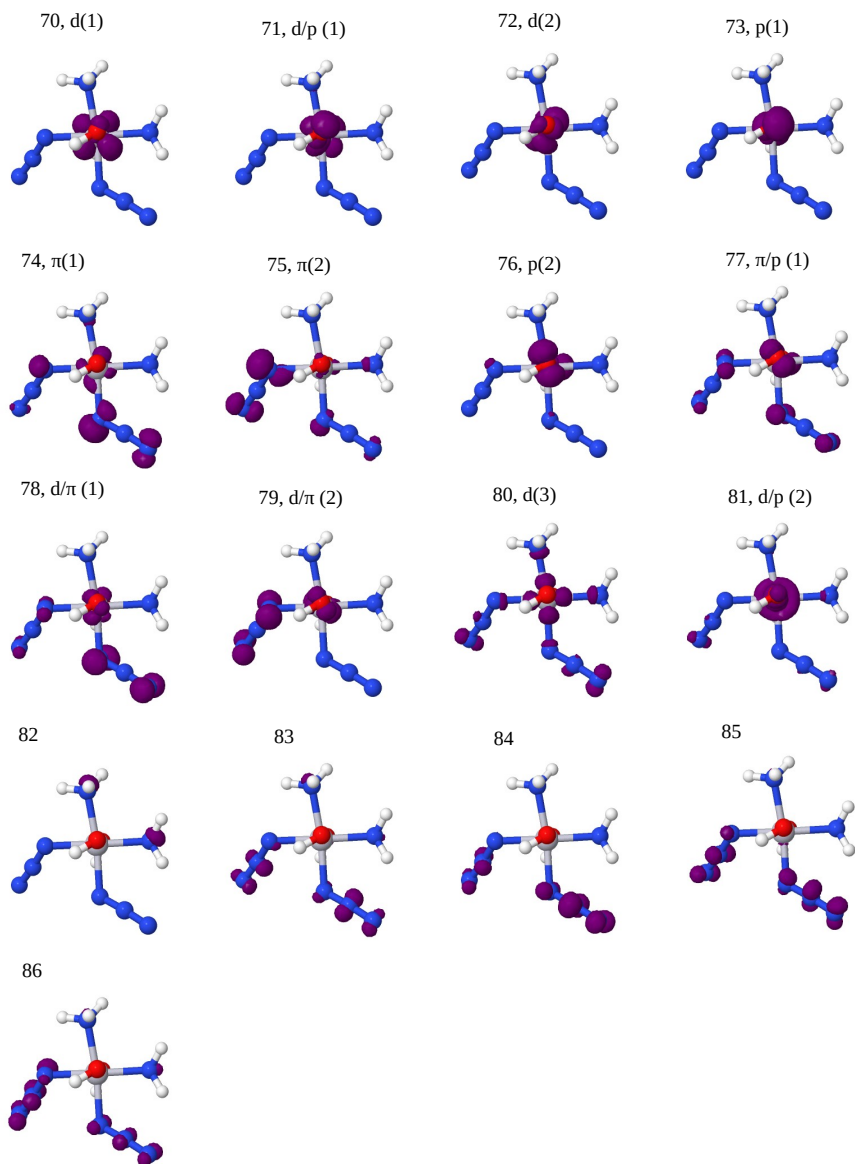 70, d(1)
71, d/p (1)
72, d(2)
73, p(1)
74, π(1)
75, π(2)
76, p(2)
77, π/p (1)
78, d/π (1)
79, d/π (2)
80, d(3)
81, d/p (2)
82
83
84
85
86